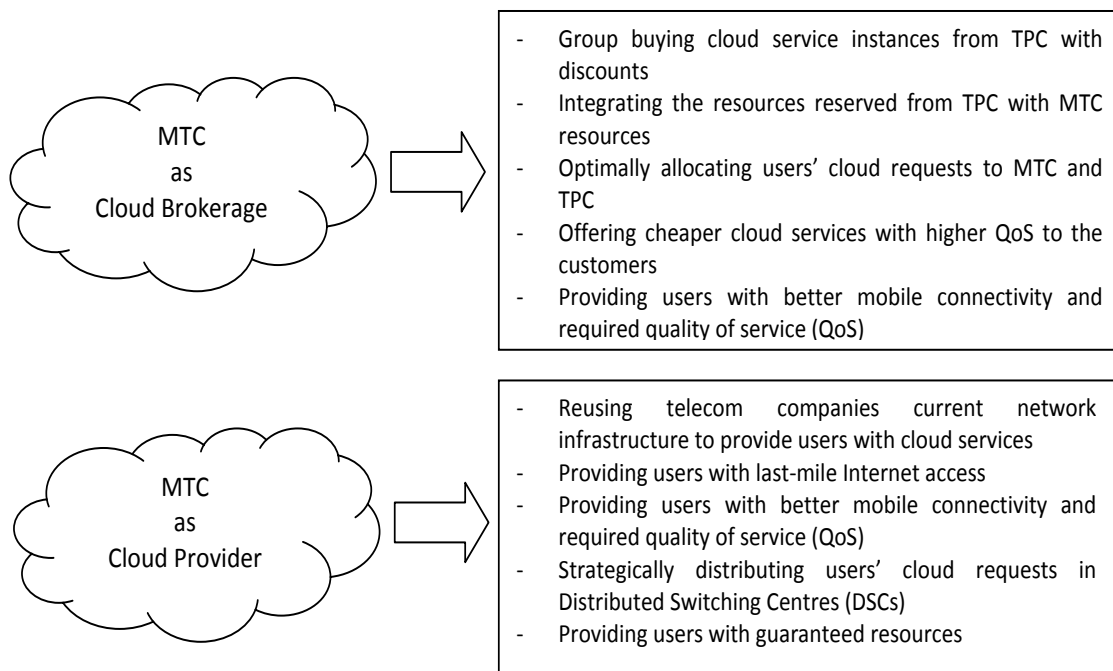 MTC
as
Cloud Brokerage
- Group buying cloud service instances from TPC with
discounts
- Integrating the resources reserved from TPC with MTC
resources
- Optimally allocating users’ cloud requests to MTC and
TPC
- Offering cheaper cloud services with higher QoS to the
customers
- Providing users with better mobile connectivity and
required quality of service (QoS)
MTC
as
Cloud Provider
- Reusing telecom companies current network
infrastructure to provide users with cloud services
- Providing users with last-mile Internet access
- Providing users with better mobile connectivity and
required quality of service (QoS)
- Strategically distributing users’ cloud requests in
Distributed Switching Centres (DSCs)
- Providing users with guaranteed resources